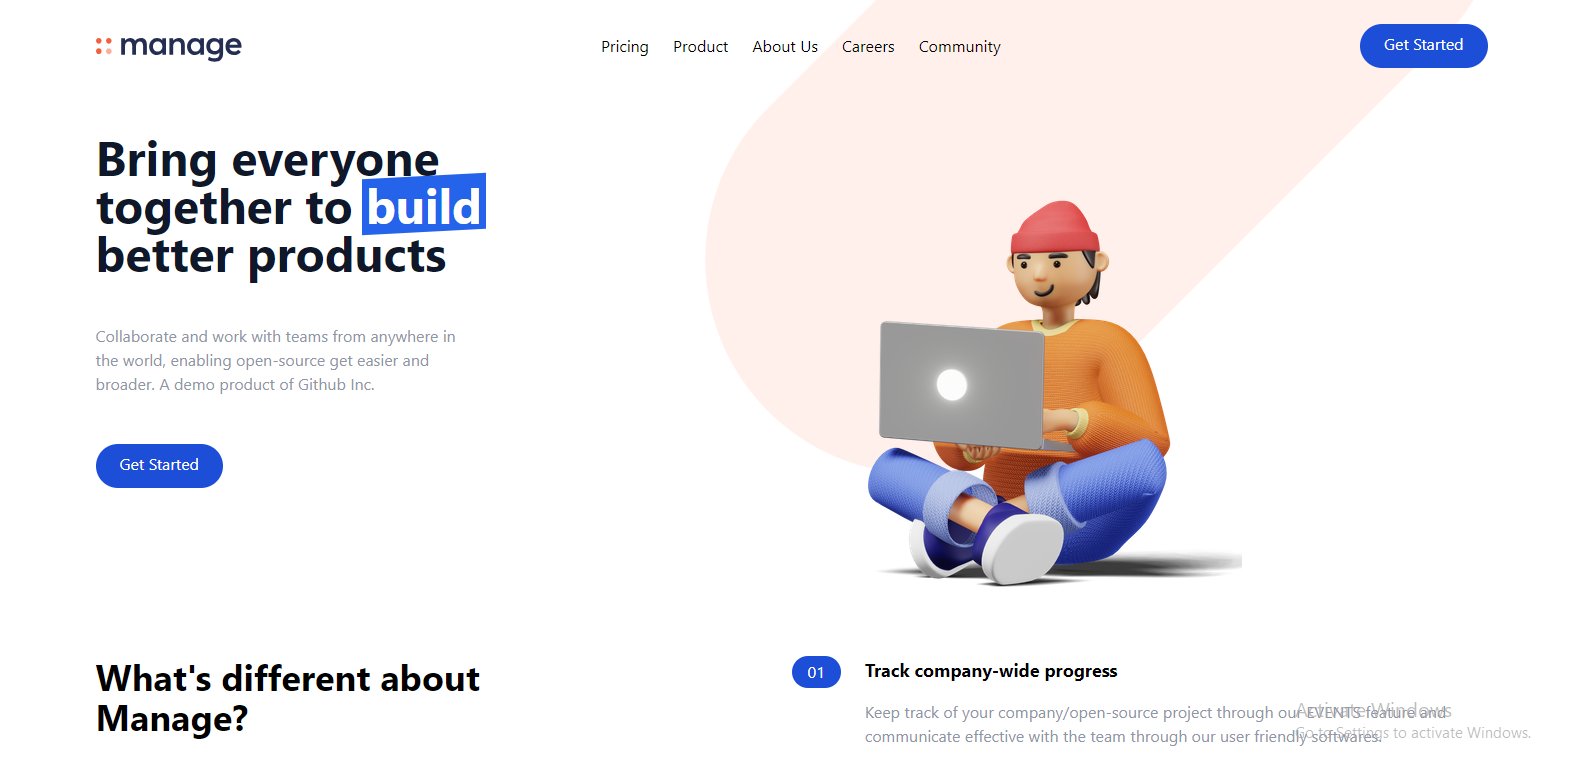 manage
Pricing Product About Us Careers Community
Get Started
Bring everyone
together to build
better products
Collaborate and work with teams from anywhere in
the world, enabling open-source get easier and
broader. A demo product of Github Inc.
Get Started
What's different about
Manage?
01
Track company-wide progress
Keep track of your company/open-source project through our EVENTS feature and
communicate effective with the team through our user friendly softwares.
Activate Windows
Go to Settings to activate Windows.